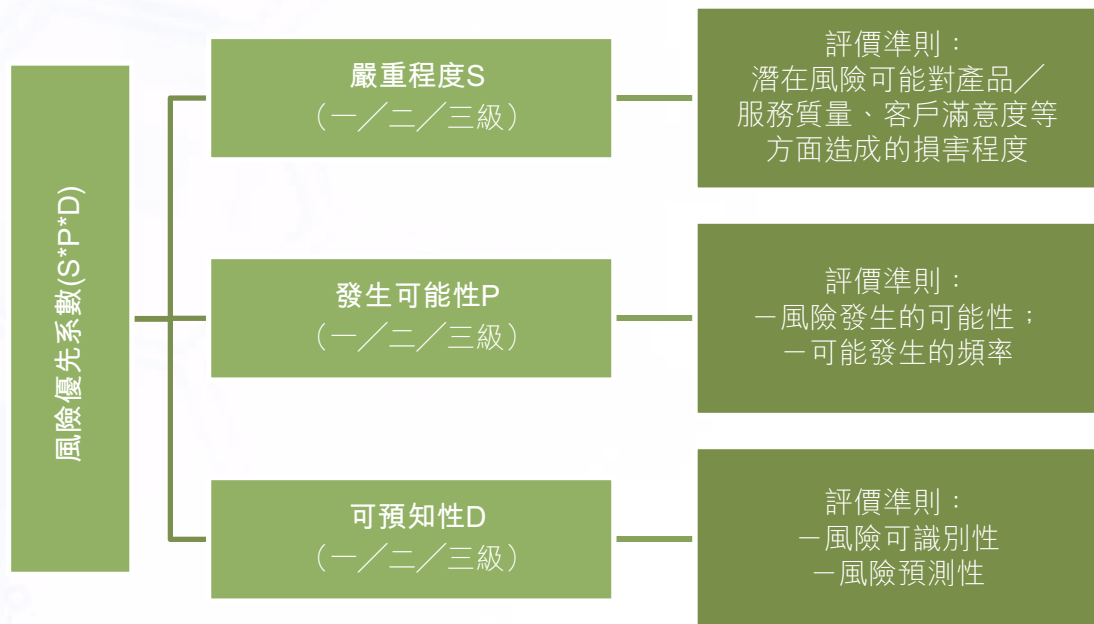 風險優先系數(S*P*D)
嚴重程度S
（一／二／三級）
評價準則：
潛在風險可能對產品／
服務質量、客戶滿意度等
方面造成的損害程度
發生可能性P
（一／二／三級）
評價準則：
－風險發生的可能性；
－可能發生的頻率
可預知性D
（一／二／三級）
評價準則：
－風險可識別性
－風險預測性